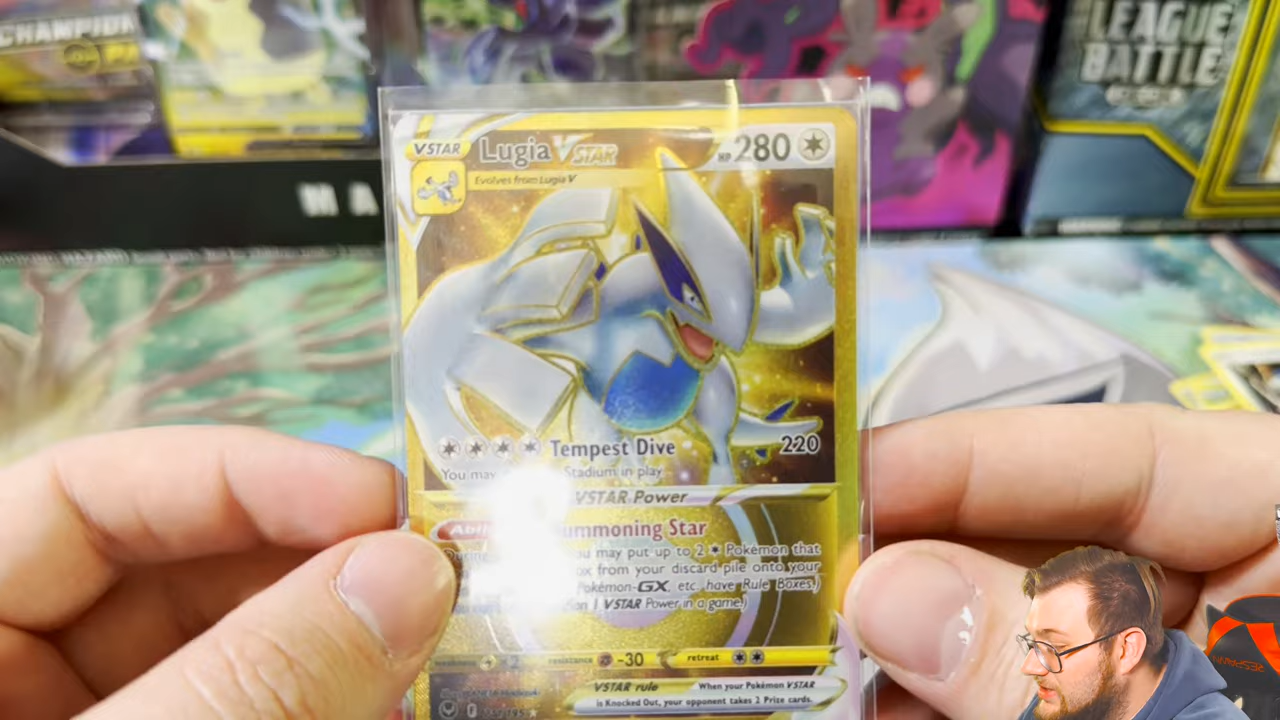 CHAMPION
PA
LEAGUE
BATTLE
MA
VSTAR Lugia VSTAR HP 280
Evolves from Lugia V
Tempest Dive 220
You may Stadium in play
VSTAR Power
Summoning Star
you may put up to 2 Pokémon that
from your discard pile onto your
Pokémon-GX, etc. have Rule Boxes.)
1 VSTAR Power in a game.)
weakness resistance -30 retreat
VSTAR rule When your Pokémon VSTAR
is Knocked Out, your opponent takes 2 Prize cards.